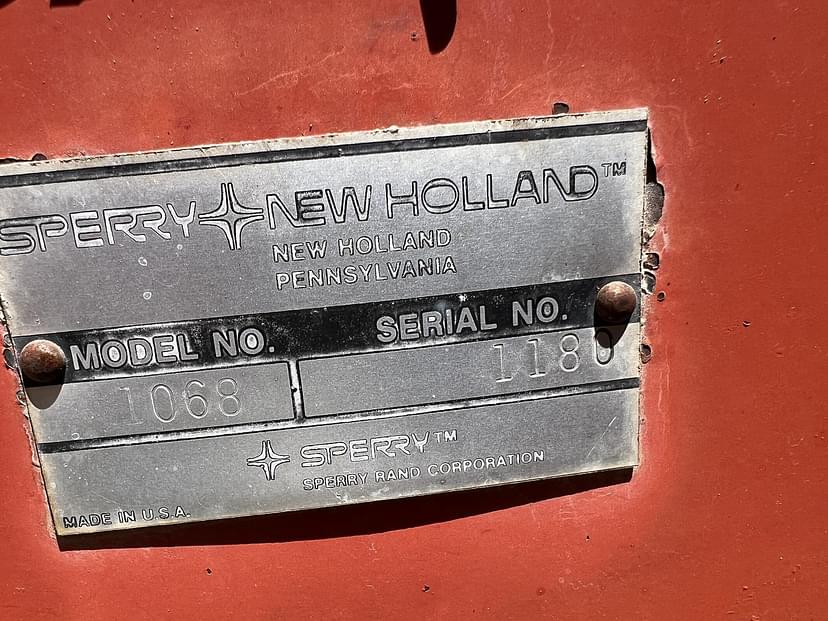 SPERRY NEW HOLLAND™
NEW HOLLAND
PENNSYLVANIA
MODEL NO. SERIAL NO.
1068 1180
SPERRY™
SPERRY RAND CORPORATION
MADE IN U.S.A.